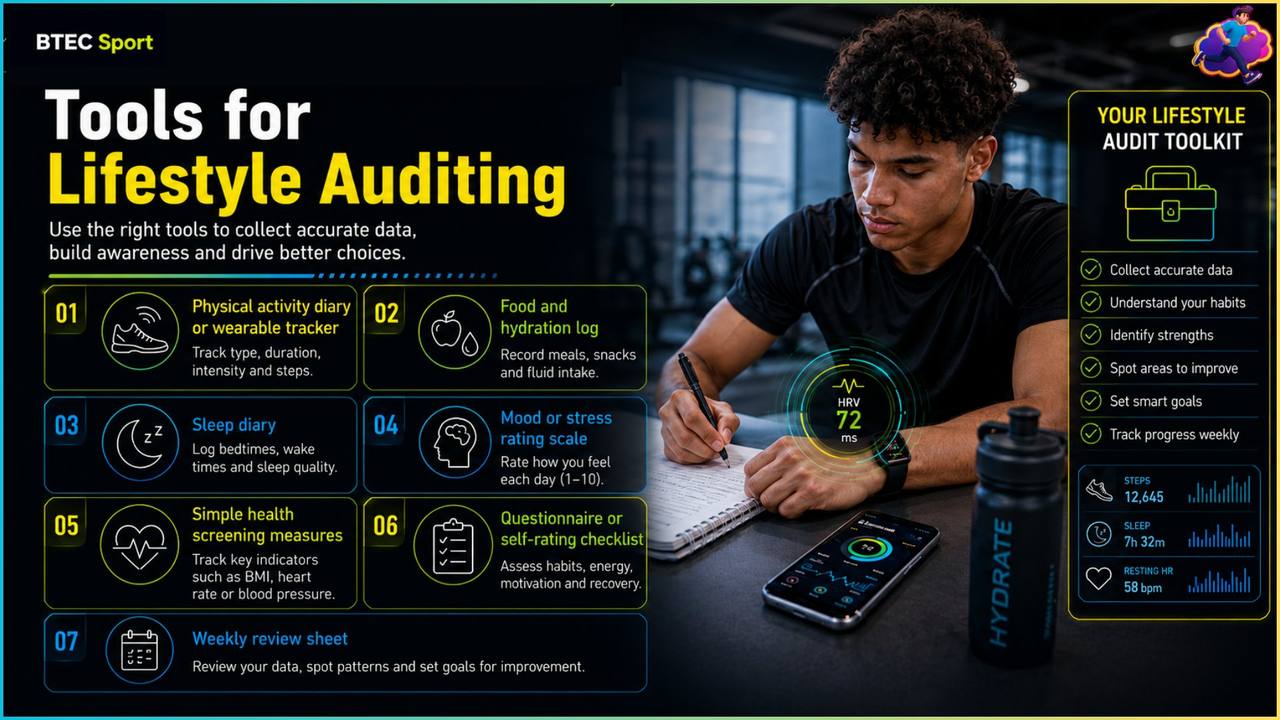 BTEC Sport
Tools for
Lifestyle Auditing
Use the right tools to collect accurate data,
build awareness and drive better choices.
01
Physical activity diary
or wearable tracker
Track type, duration,
intensity and steps.
02
Food and
hydration log
Record meals, snacks
and fluid intake.
03
Sleep diary
Log bedtimes, wake
times and sleep quality.
04
Mood or stress
rating scale
Rate how you feel
each day (1–10).
05
Simple health
screening measures
Track key indicators
such as BMI, heart
rate or blood pressure.
06
Questionnaire or
self-rating checklist
Assess habits, energy,
motivation and recovery.
07
Weekly review sheet
Review your data, spot patterns and set goals for improvement.
HRV
72
ms
HYDRATE
YOUR LIFESTYLE
AUDIT TOOLKIT
Collect accurate data
Understand your habits
Identify strengths
Spot areas to improve
Set smart goals
Track progress weekly
STEPS
12,645
SLEEP
7h 32m
RESTING HR
58 bpm